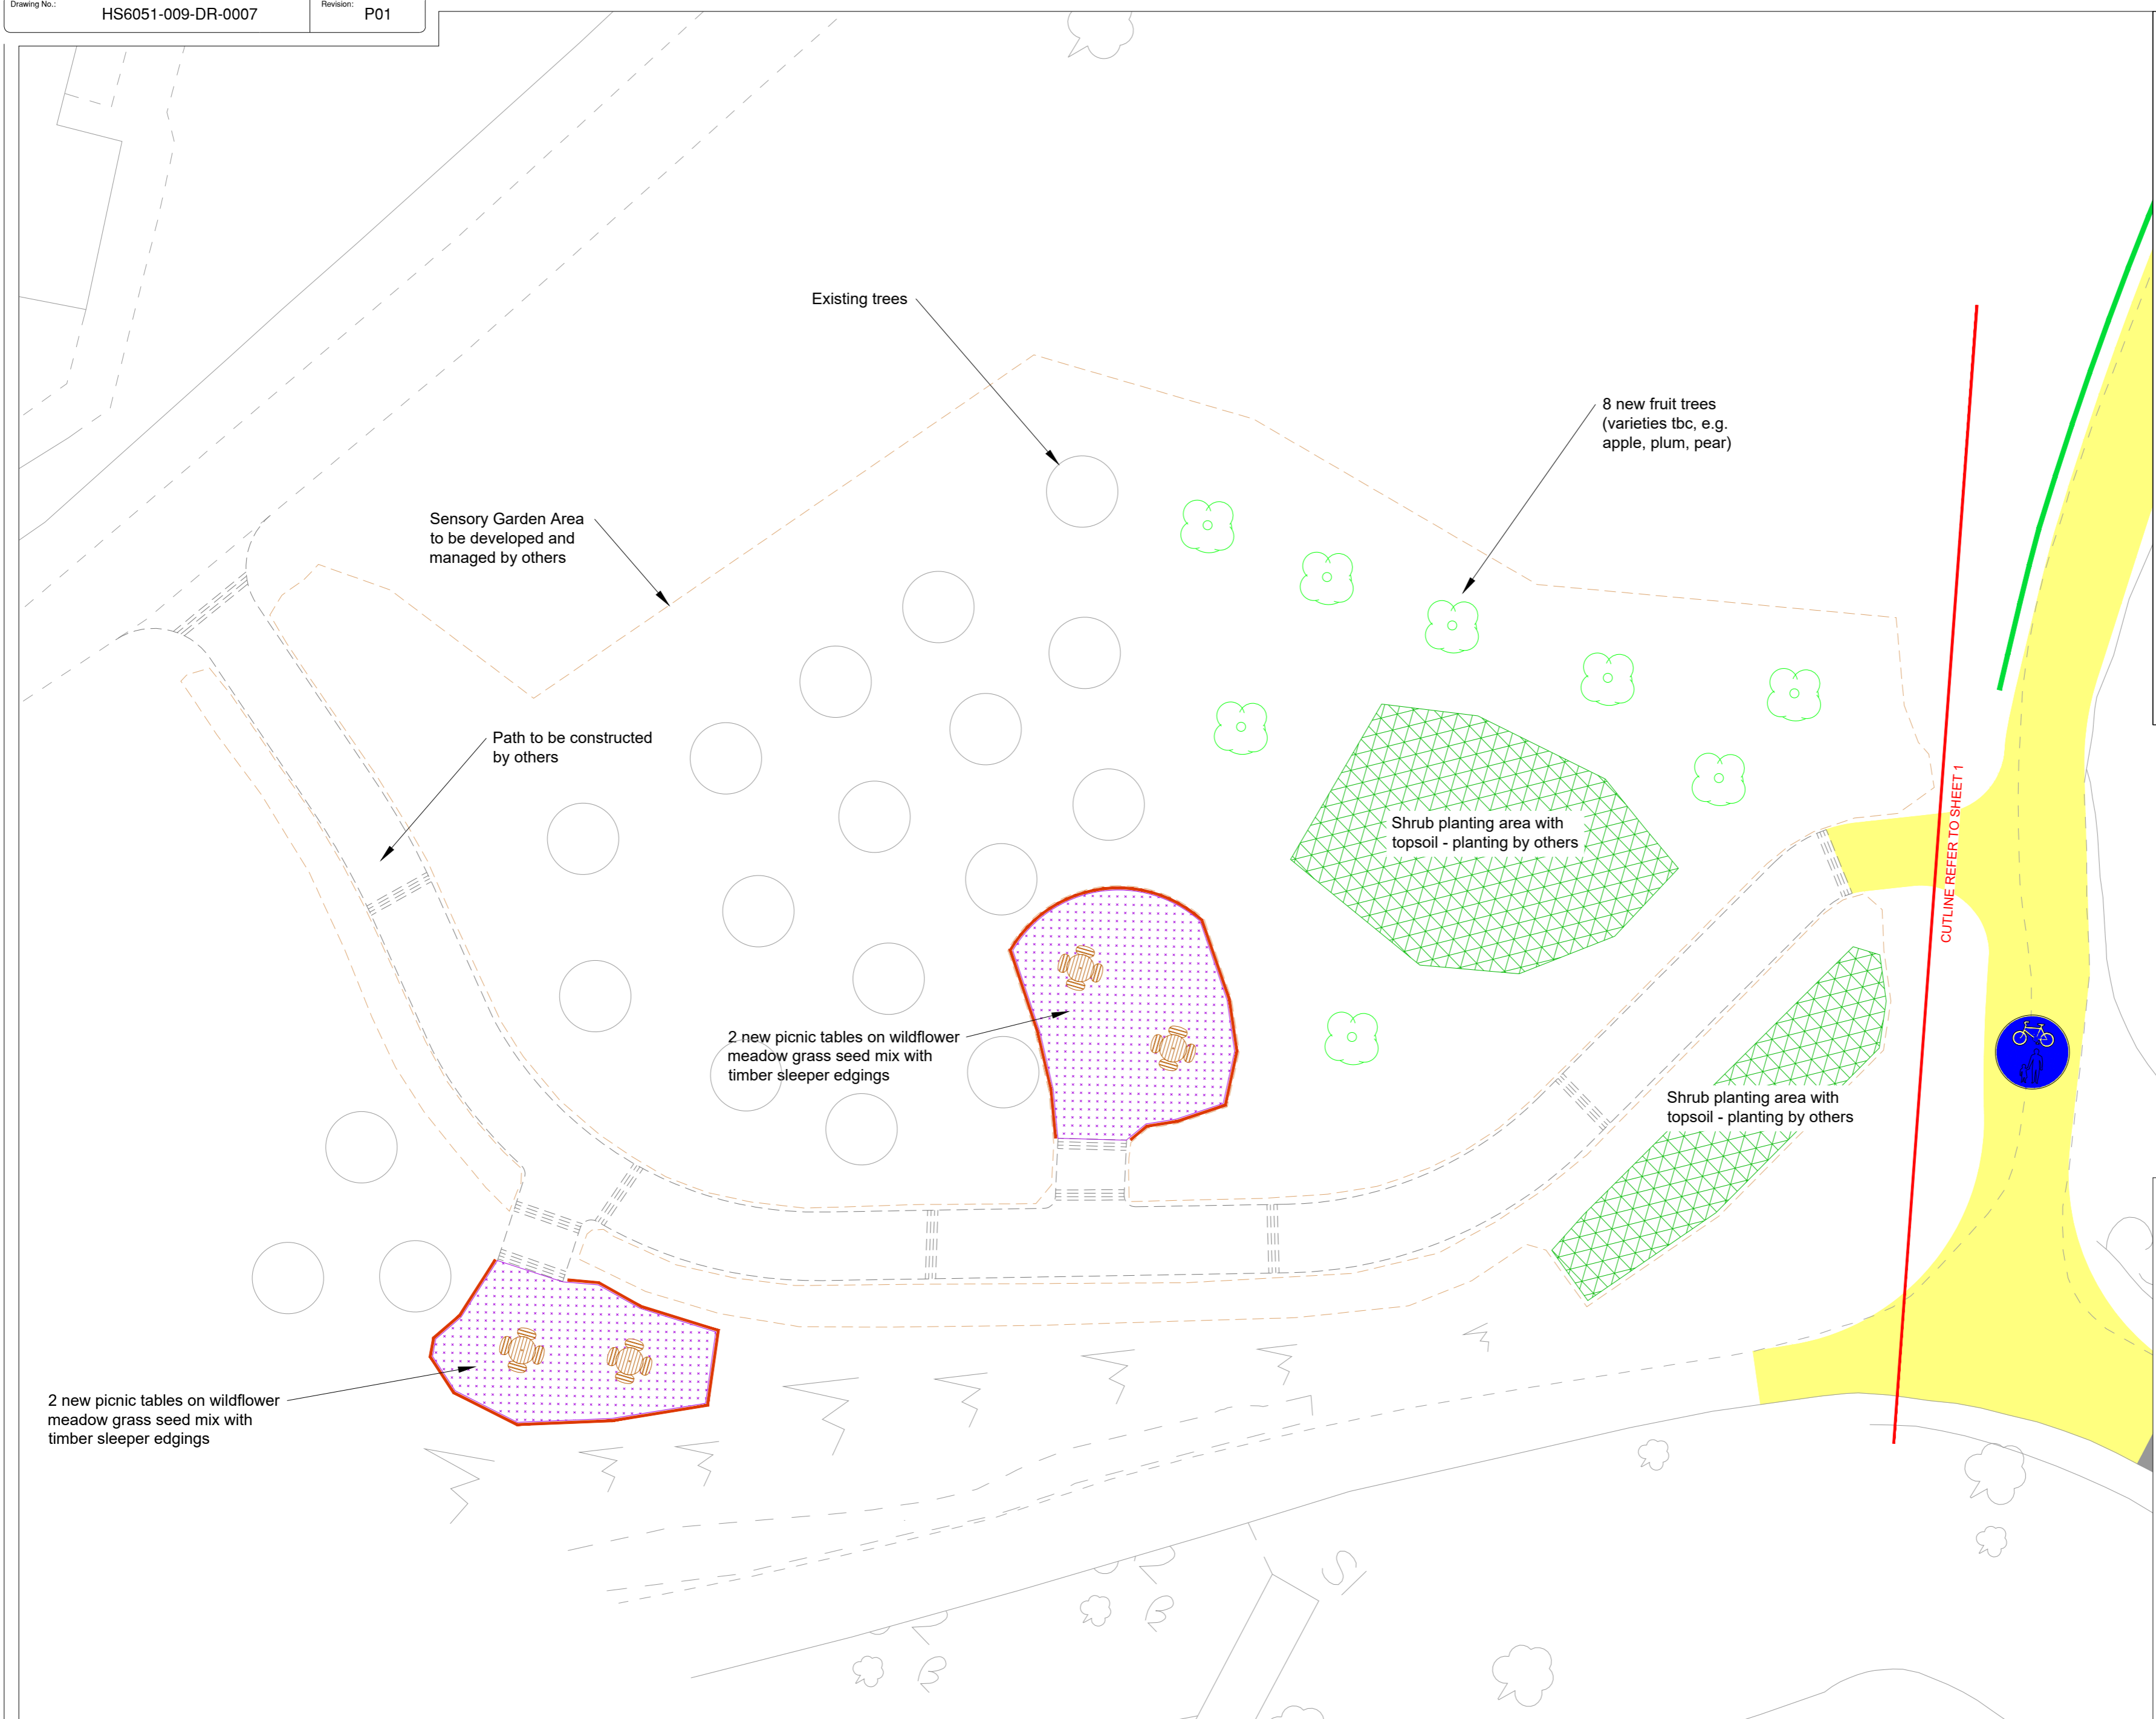 Drawing No.:
HS6051-009-DR-0007
Revision:
P01
Existing trees
8 new fruit trees
(varieties tbc, e.g.
apple, plum, pear)
Sensory Garden Area
to be developed and
managed by others
Path to be constructed
by others
Shrub planting area with
topsoil - planting by others
CUTLINE REFER TO SHEET 1
2 new picnic tables on wildflower
meadow grass seed mix with
timber sleeper edgings
Shrub planting area with
topsoil - planting by others
2 new picnic tables on wildflower
meadow grass seed mix with
timber sleeper edgings